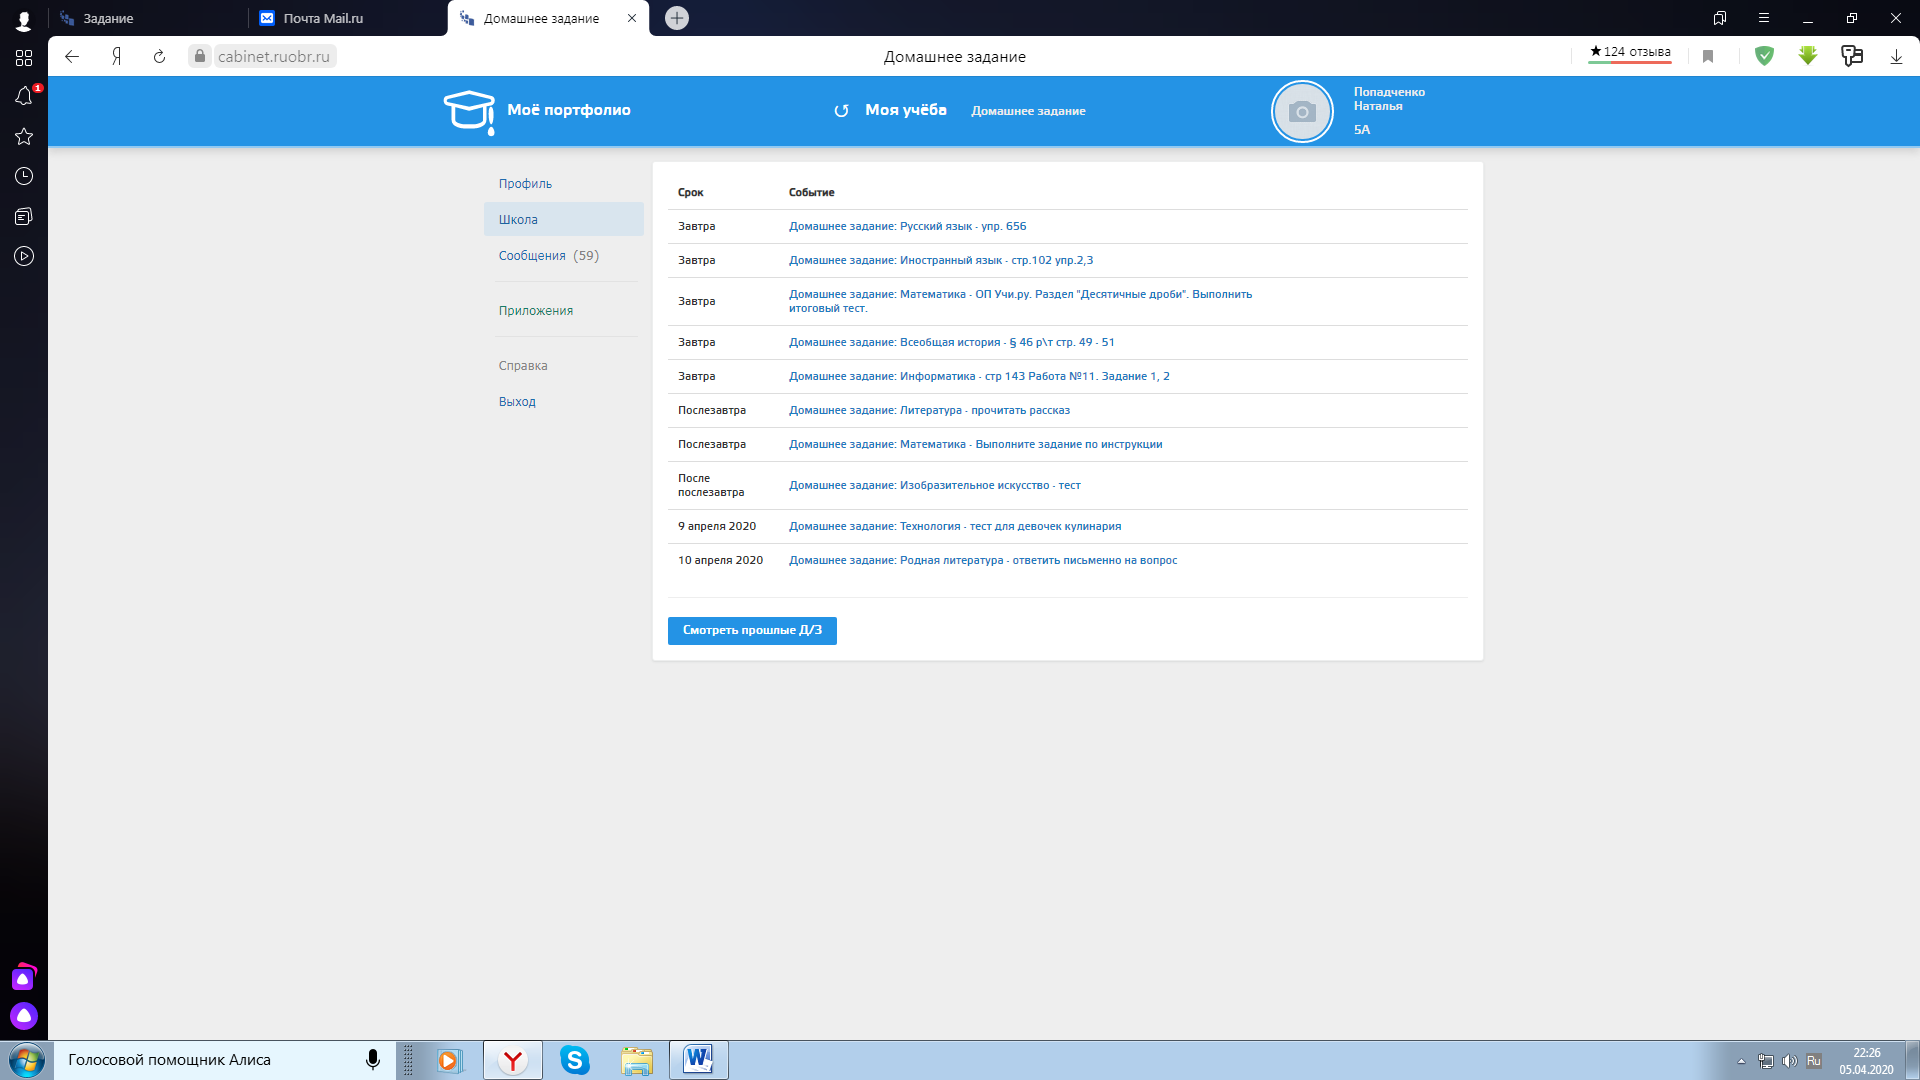 Задание
Почта Mail.ru
Домашнее задание
cabinet.ruobr.ru
Домашнее задание
★124 отзыва
1
Моё портфолио
Моя учёба
Домашнее задание
Попадченко
Наталья
5А
Профиль
Школа
Сообщения (59)
Приложения
Справка
Выход
Срок Событие
Завтра Домашнее задание: Русский язык - упр. 656
Завтра Домашнее задание: Иностранный язык - стр.102 упр.2,3
Завтра Домашнее задание: Математика - ОП Учи.ру. Раздел "Десятичные дроби". Выполнить
итоговый тест.
Завтра Домашнее задание: Всеобщая история - § 46 р\т стр. 49 - 51
Завтра Домашнее задание: Информатика - стр 143 Работа №11. Задание 1, 2
Послезавтра Домашнее задание: Литература - прочитать рассказ
Послезавтра Домашнее задание: Математика - Выполните задание по инструкции
После
послезавтра Домашнее задание: Изобразительное искусство - тест
9 апреля 2020 Домашнее задание: Технология - тест для девочек кулинария
10 апреля 2020 Домашнее задание: Родная литература - ответить письменно на вопрос
Смотреть прошлые Д/З
Голосовой помощник Алиса
Ru
22:26
05.04.2020